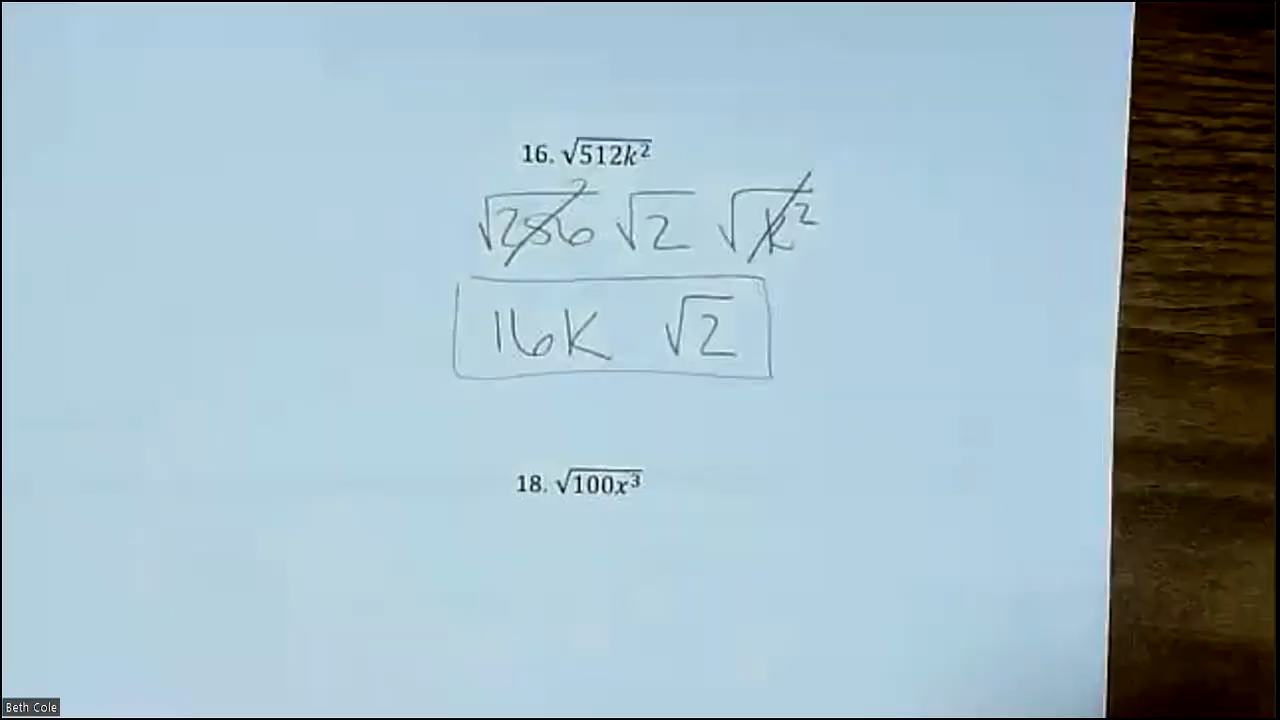 16. √512k²
√256 √2 √k²
16K √2
18. √100x³
Beth Cole